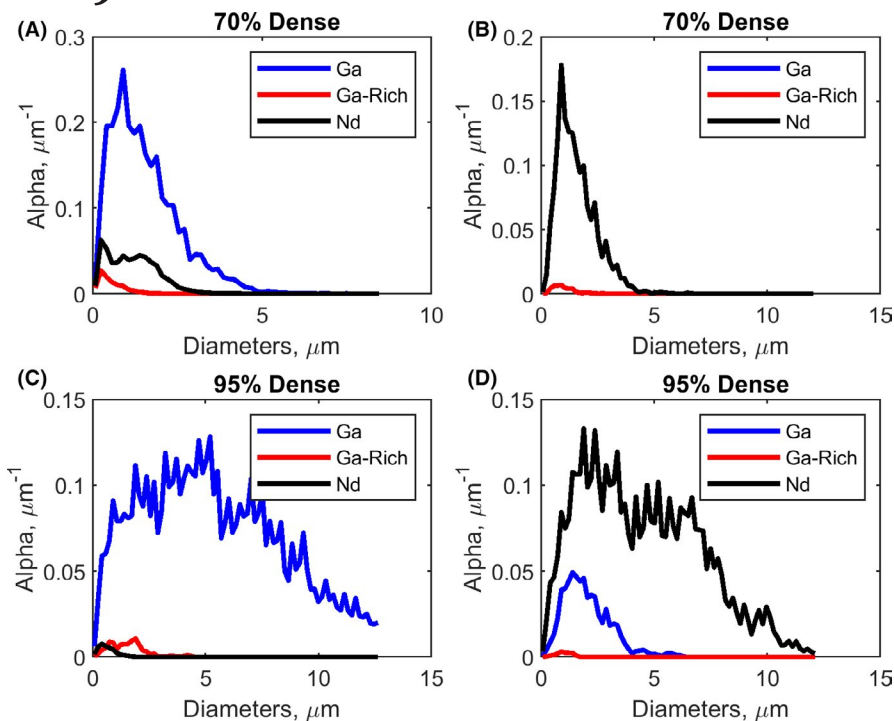 (A)
70% Dense
0.3
0.2
0.1
0
Alpha, μm⁻¹
Ga
Ga-Rich
Nd
0
5
10
Diameters, μm
(B)
70% Dense
0.2
0.15
0.1
0.05
0
Alpha, μm⁻¹
Ga
Ga-Rich
Nd
0
5
10
15
Diameters, μm
(C)
95% Dense
0.15
0.1
0.05
0
Alpha, μm⁻¹
Ga
Ga-Rich
Nd
0
5
10
15
Diameters, μm
(D)
95% Dense
0.15
0.1
0.05
0
Alpha, μm⁻¹
Ga
Ga-Rich
Nd
0
5
10
15
Diameters, μm